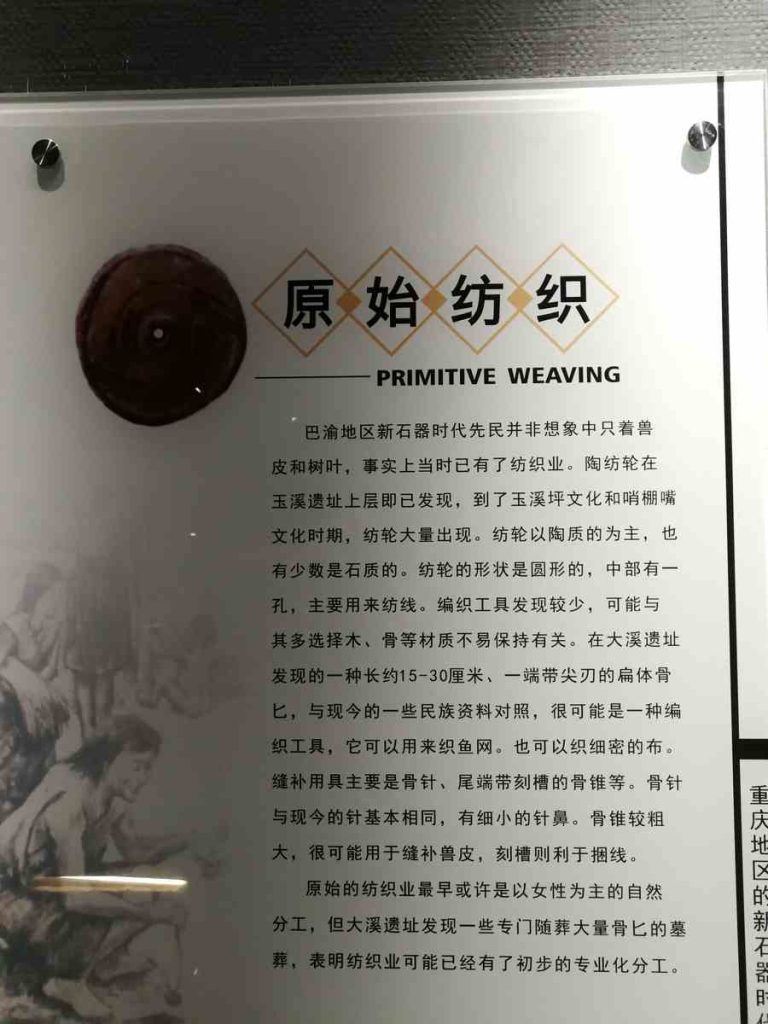 原始纺织
PRIMITIVE WEAVING
巴渝地区新石器时代先民并非想象中只着兽
皮和树叶，事实上当时已有了纺织业。陶纺轮在
玉溪遗址上层即已发现，到了玉溪坪文化和哨棚嘴
文化时期，纺轮大量出现。纺轮以陶质的为主，也
有少数是石质的。纺轮的形状是圆形的，中部有一
孔，主要用来纺线。编织工具发现较少，可能与
其多选择木、骨等材质不易保持有关。在大溪遗址
发现的一种长约15-30厘米、一端带尖刃的扁体骨
匕，与现今的一些民族资料对照，很可能是一种编
织工具，它可以用来织鱼网。也可以织细密的布。
缝补用具主要是骨针、尾端带刻槽的骨锥等。骨针
与现今的针基本相同，有细小的针鼻。骨锥较粗
大，很可能用于缝补兽皮，刻槽则利于捆线。
原始的纺织业最早或许是以女性为主的自然
分工，但大溪遗址发现一些专门随葬大量骨匕的墓
葬，表明纺织业可能已经有了初步的专业化分工。
重庆地区的新石器时代